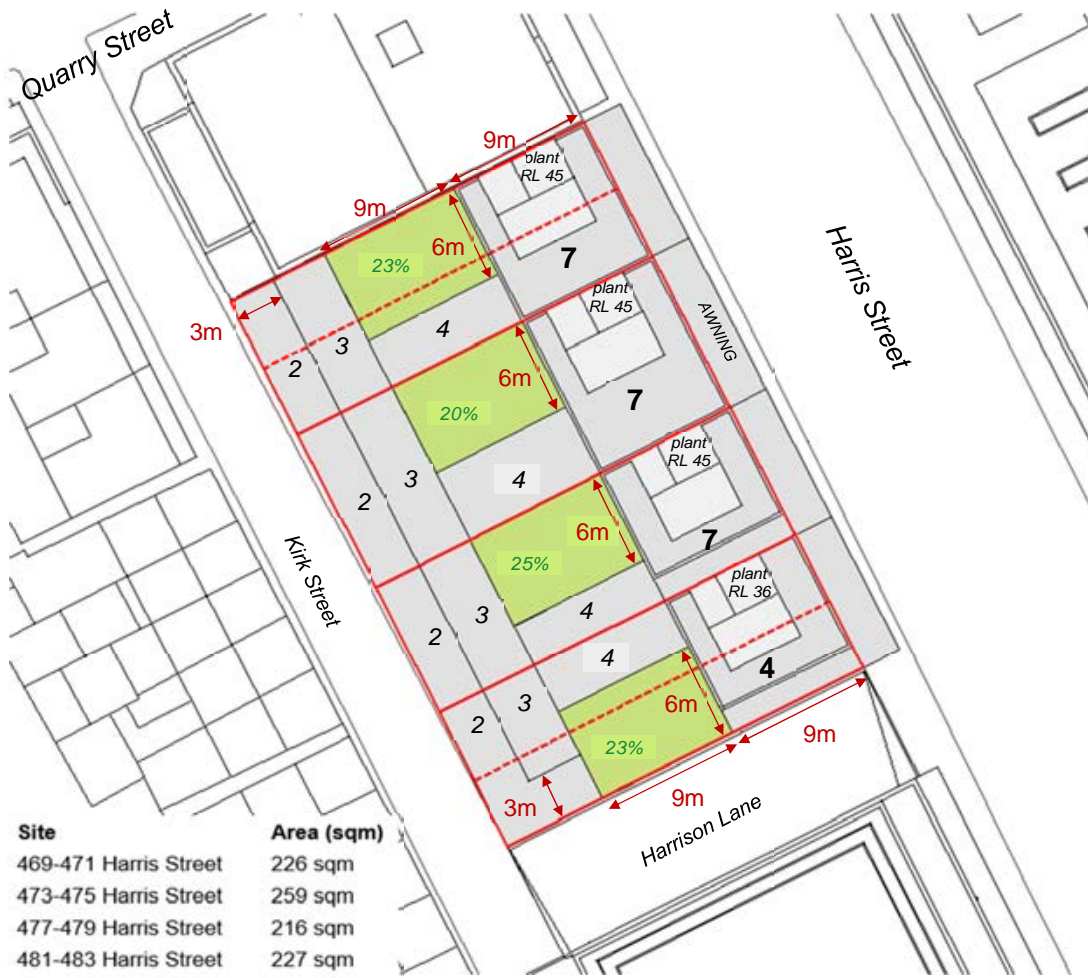 Quarry Street
9m
plant
RL 45
9m
6m
23%
7
Harris Street
3m
4
plant
RL 45
AWNING
3
2
6m
7
20%
plant
RL 45
3
4
2
6m
7
25%
Kirk Street
plant
RL 36
3
4
2
4
4
3
2
6m
23%
9m
3m
9m
Harrison Lane
Site Area (sqm)
469-471 Harris Street 226 sqm
473-475 Harris Street 259 sqm
477-479 Harris Street 216 sqm
481-483 Harris Street 227 sqm